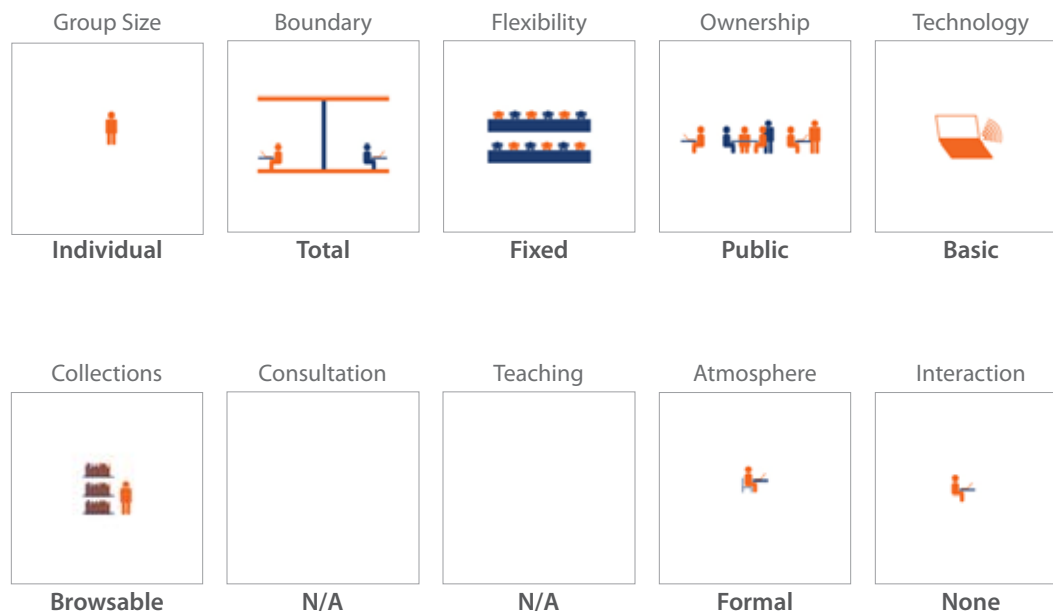 Group Size
Boundary
Flexibility
Ownership
Technology
Individual
Total
Fixed
Public
Basic
Collections
Consultation
Teaching
Atmosphere
Interaction
Browsable
N/A
N/A
Formal
None